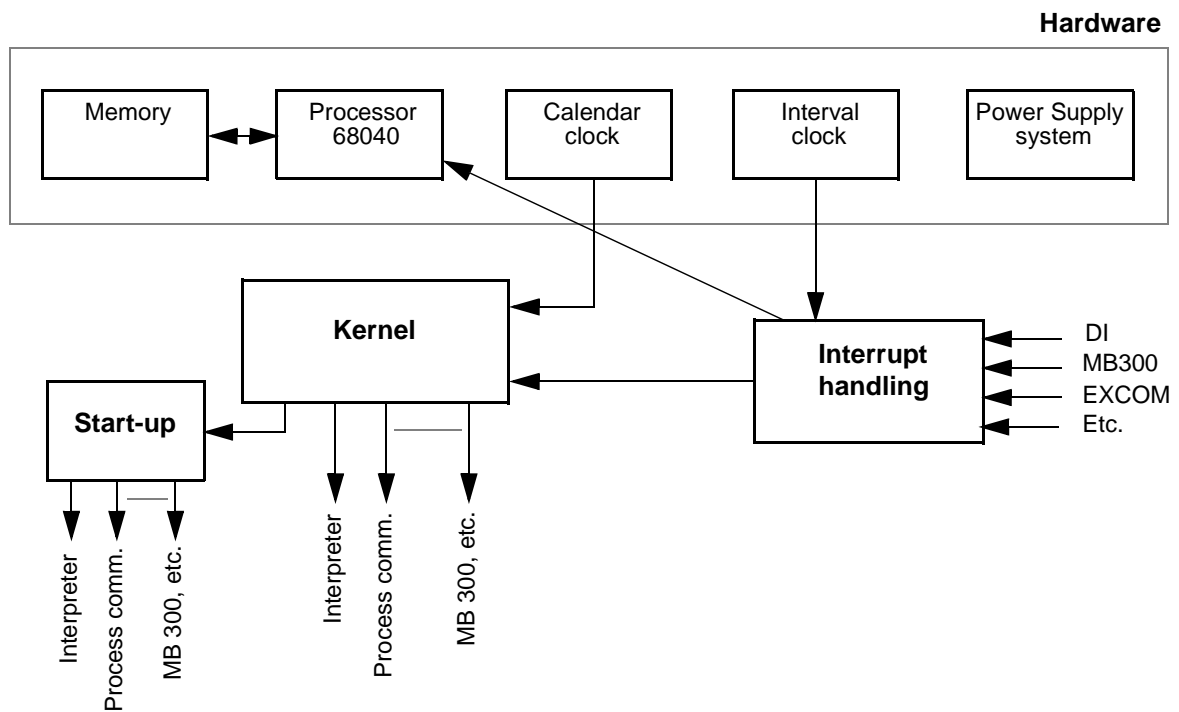 Hardware
Memory
Processor
68040
Calendar
clock
Interval
clock
Power Supply
system
Kernel
Interrupt
handling
DI
MB300
EXCOM
Etc.
Start-up
Interpreter
Process comm.
MB 300, etc.
Interpreter
Process comm.
MB 300, etc.